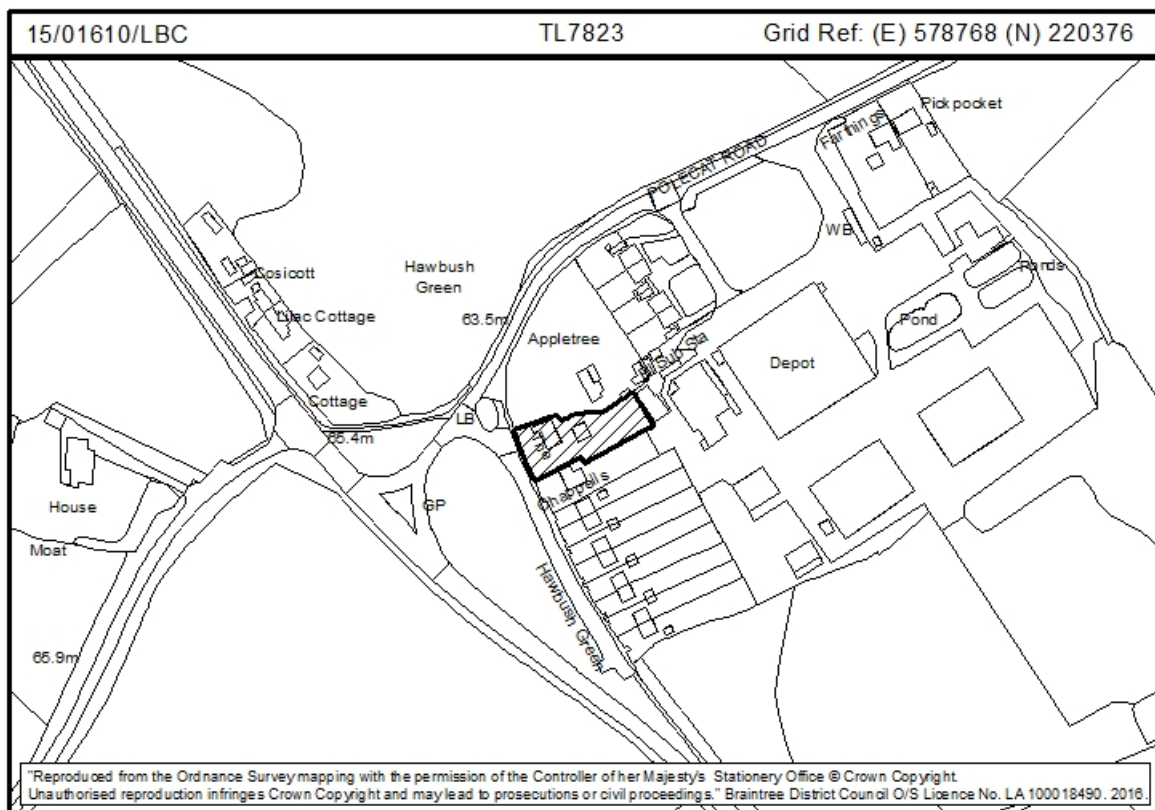 15/01610/LBC TL7823 Grid Ref: (E) 578768 (N) 220376
Pickpocket
Farthings
POLECAT ROAD
WB
Ponds
Cosicott
Hawbush
Green
Lilac Cottage
63.5m
Pond
Appletree
El Sub Sta
Depot
Cottage
LB
65.4m
Chappells
House
GP
Moat
Hawbush Green
65.9m
"Reproduced from the Ordnance Survey mapping with the permission of the Controller of her Majesty's Stationery Office © Crown Copyright.
Unauthorised reproduction infringes Crown Copyright and may lead to prosecutions or civil proceedings." Braintree District Council O/S Licence No. LA 100018490. 2016.